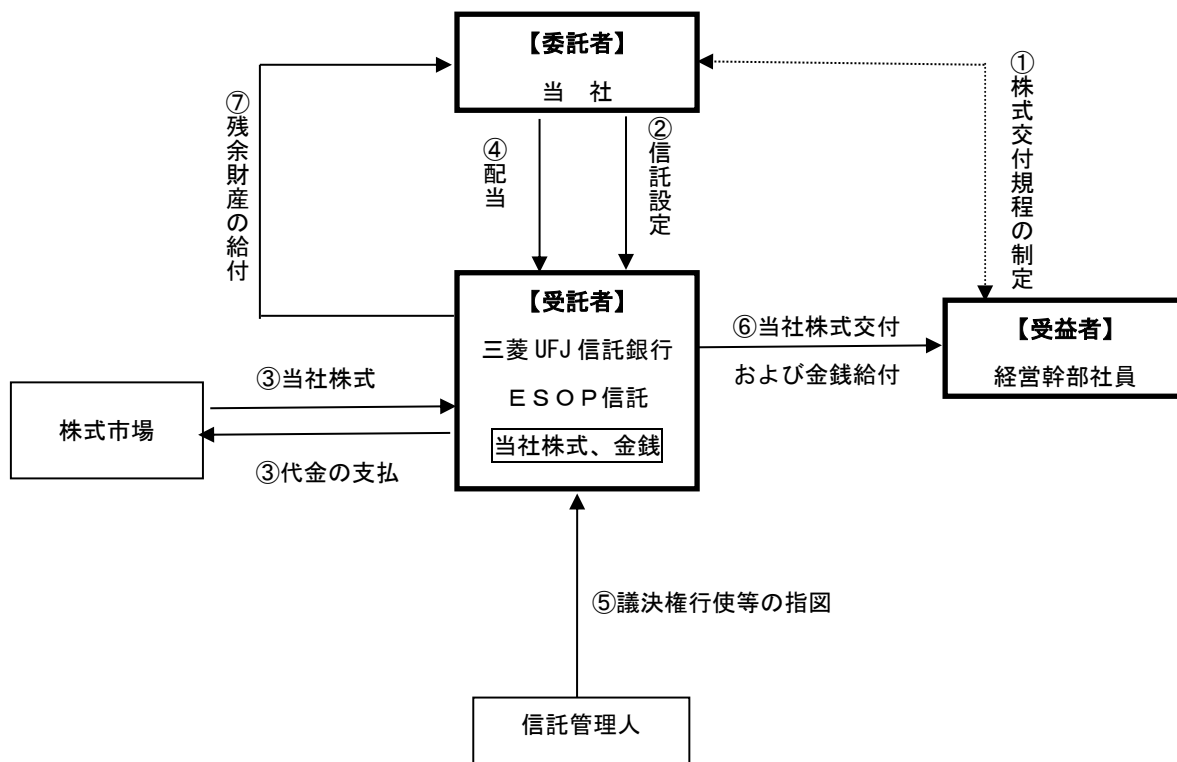 【委託者】
当 社
①株式交付規程の制定
⑦残余財産の給付
④配当
②信託設定
【受託者】
三菱 UFJ 信託銀行
ESOP信託
当社株式、金銭
⑥当社株式交付
および金銭給付
【受益者】
経営幹部社員
③当社株式
株式市場
③代金の支払
⑤議決権行使等の指図
信託管理人